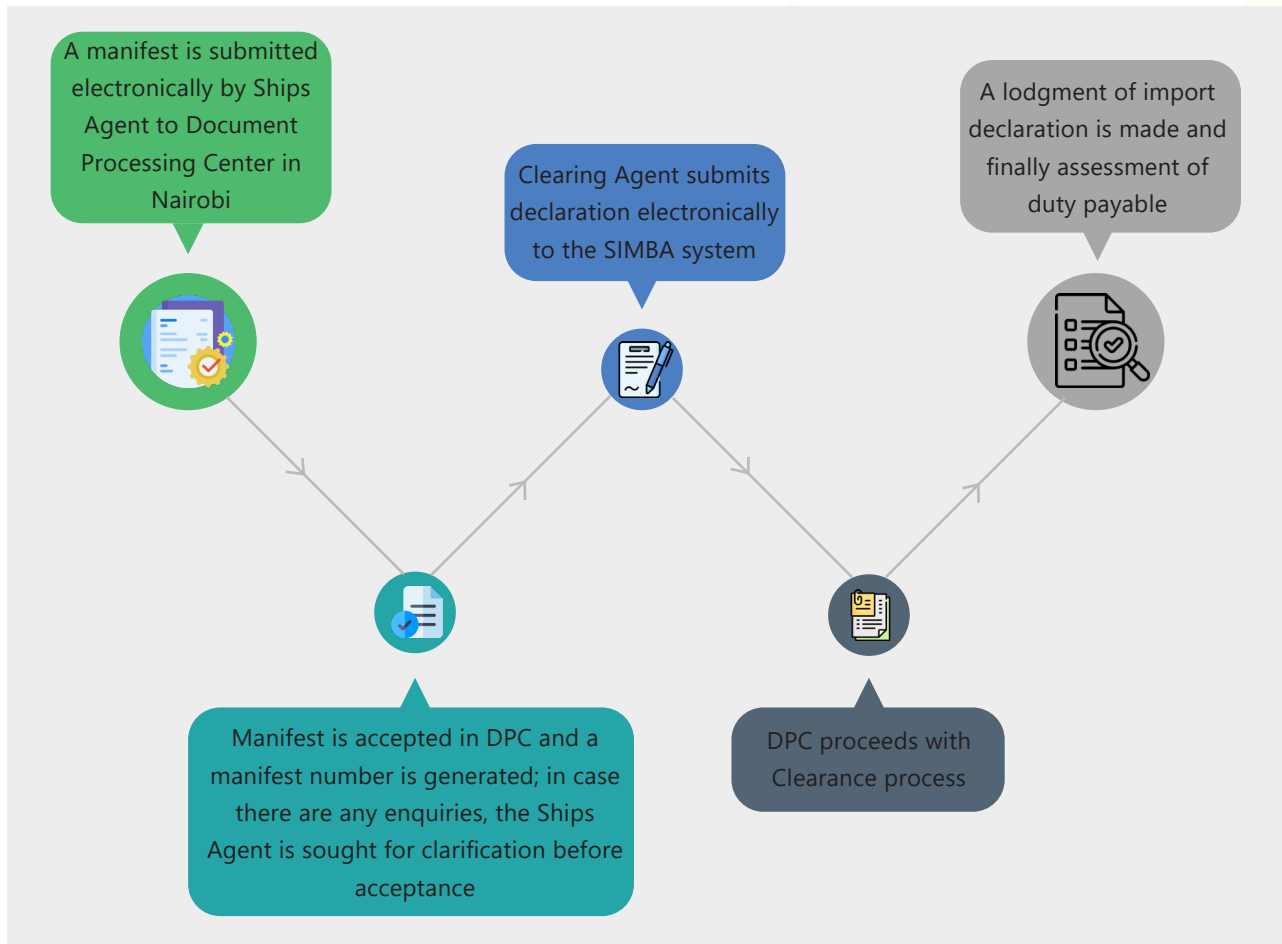 A manifest is submitted
electronically by Ships
Agent to Document
Processing Center in
Nairobi
Manifest is accepted in DPC and a
manifest number is generated; in case
there are any enquiries, the Ships
Agent is sought for clarification before
acceptance
Clearing Agent submits
declaration electronically
to the SIMBA system
DPC proceeds with
Clearance process
A lodgment of import
declaration is made and
finally assessment of
duty payable